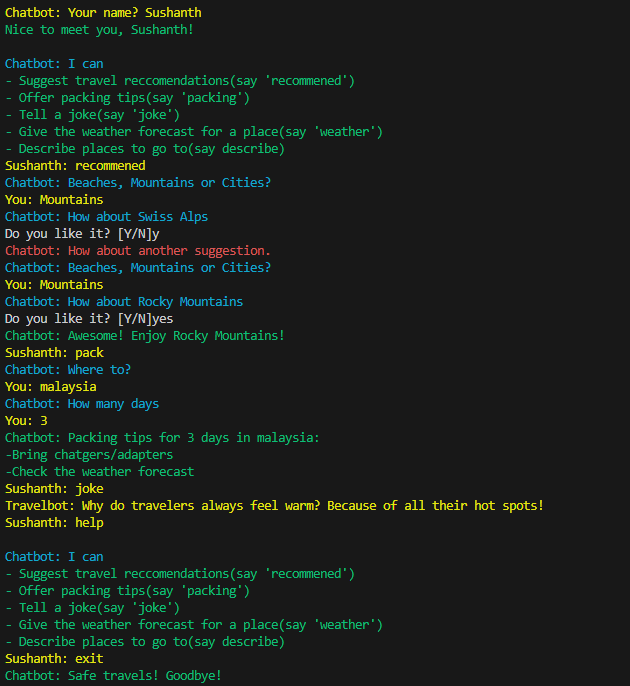 Chatbot: Your name? Sushanth
Nice to meet you, Sushanth!
Chatbot: I can
- Suggest travel reccomendations(say 'recommened')
- Offer packing tips(say 'packing')
- Tell a joke(say 'joke')
- Give the weather forecast for a place(say 'weather')
- Describe places to go to(say describe)
Sushanth: recommened
Chatbot: Beaches, Mountains or Cities?
You: Mountains
Chatbot: How about Swiss Alps
Do you like it? [Y/N]y
Chatbot: How about another suggestion.
Chatbot: Beaches, Mountains or Cities?
You: Mountains
Chatbot: How about Rocky Mountains
Do you like it? [Y/N]yes
Chatbot: Awesome! Enjoy Rocky Mountains!
Sushanth: pack
Chatbot: Where to?
You: malaysia
Chatbot: How many days
You: 3
Chatbot: Packing tips for 3 days in malaysia:
-Bring chatgers/adapters
-Check the weather forecast
Sushanth: joke
Travelbot: Why do travelers always feel warm? Because of all their hot spots!
Sushanth: help
Chatbot: I can
- Suggest travel reccomendations(say 'recommened')
- Offer packing tips(say 'packing')
- Tell a joke(say 'joke')
- Give the weather forecast for a place(say 'weather')
- Describe places to go to(say describe)
Sushanth: exit
Chatbot: Safe travels! Goodbye!